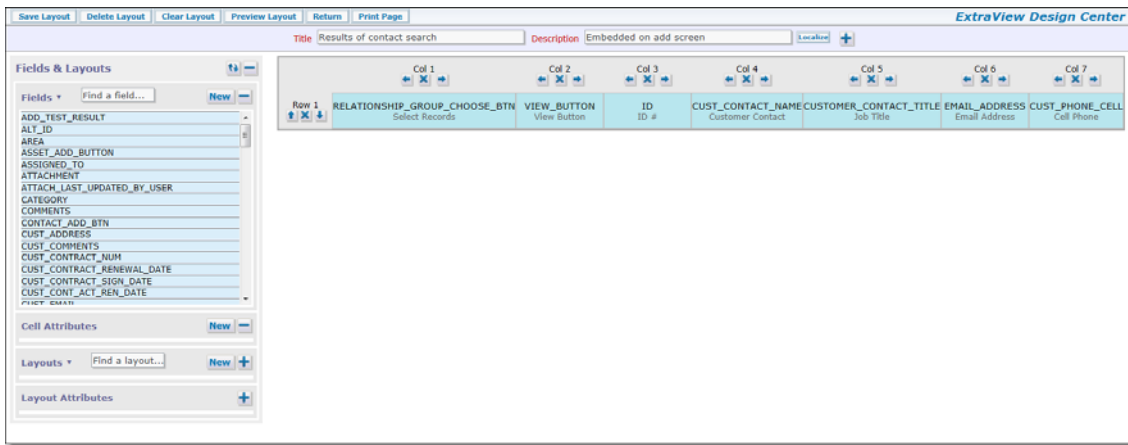 Save Layout Delete Layout Clear Layout Preview Layout Return Print Page ExtraView Design Center
Title Results of contact search Description Embedded on add screen Localize
Fields & Layouts
Fields Find a field... New
ADD_TEST_RESULT
ALT_ID
AREA
ASSET_ADD_BUTTON
ASSIGNED_TO
ATTACHMENT
ATTACH_LAST_UPDATED_BY_USER
CATEGORY
COMMENTS
CONTACT_ADD_BTN
CUST_ADDRESS
CUST_COMMENTS
CUST_CONTRACT_NUM
CUST_CONTRACT_RENEWAL_DATE
CUST_CONTRACT_SIGN_DATE
CUST_CONT_ACT_REN_DATE
CUST_EMAIL
Cell Attributes New
Layouts Find a layout... New
Layout Attributes
Col 1 Col 2 Col 3 Col 4 Col 5 Col 6 Col 7
Row 1 RELATIONSHIP_GROUP_CHOOSE_BTN VIEW_BUTTON ID CUST_CONTACT_NAME CUSTOMER_CONTACT_TITLE EMAIL_ADDRESS CUST_PHONE_CELL
Select Records View Button ID # Customer Contact Job Title Email Address Cell Phone